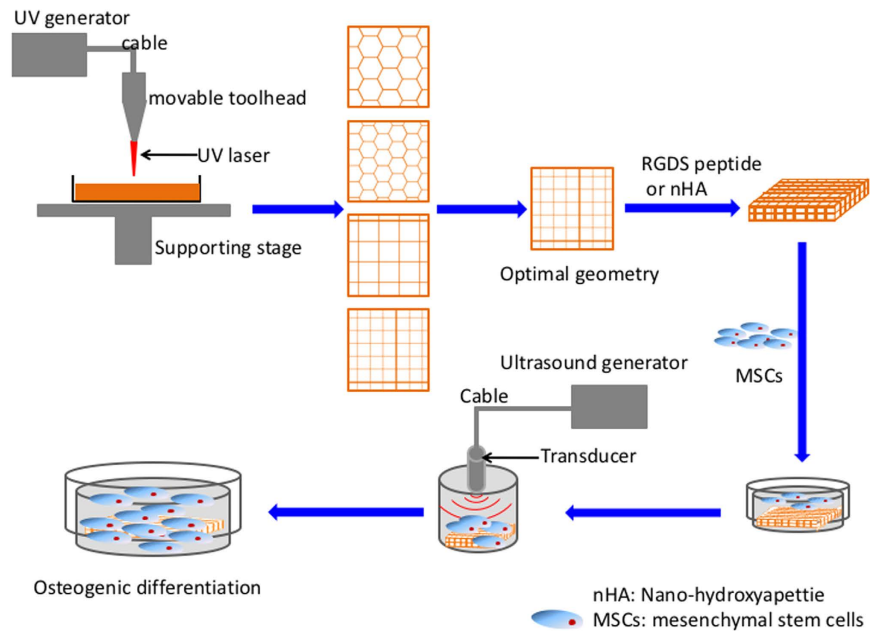 UV generator
cable
movable toolhead
UV laser
Supporting stage
Optimal geometry
RGDS peptide
or nHA
MSCs
Ultrasound generator
Cable
Transducer
Osteogenic differentiation
nHA: Nano-hydroxyapettie
MSCs: mesenchymal stem cells